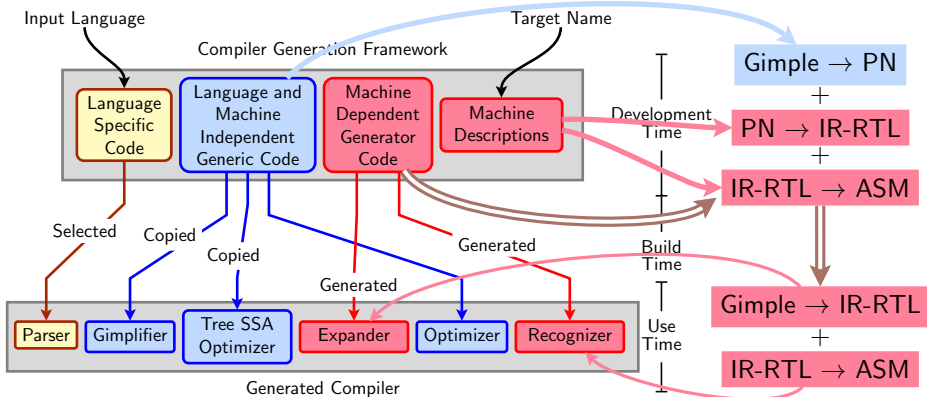 Input Language
Target Name
Compiler Generation Framework
Language
Specific
Code
Language and
Machine
Independent
Generic Code
Machine
Dependent
Generator
Code
Machine
Descriptions
Development
Time
Gimple → PN
+
PN → IR-RTL
+
IR-RTL → ASM
Selected
Copied
Copied
Generated
Generated
Build
Time
Gimple → IR-RTL
+
IR-RTL → ASM
Parser
Gimplifier
Tree SSA
Optimizer
Expander
Optimizer
Recognizer
Use
Time
Generated Compiler